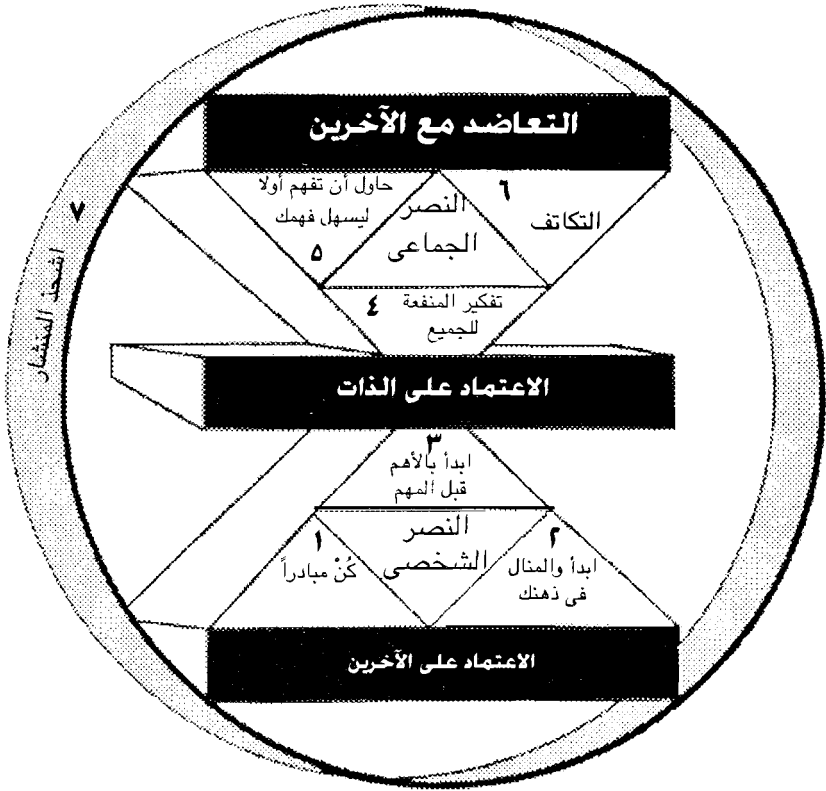 التعاضد مع الآخرين
٦
التكاتف
النصر
الجماعى
حاول أن تفهم أولا
ليسهل فهمك
٥
٤
تفكير المنفعة
للجميع
الاعتماد على الذات
٣
ابدأ بالأهم
قبل المهم
النصر
الشخصى
٢
ابدأ والمنال
فى ذهنك
١
كُنْ مبادراً
الاعتماد على الآخرين
٧
اشحذ المنشار